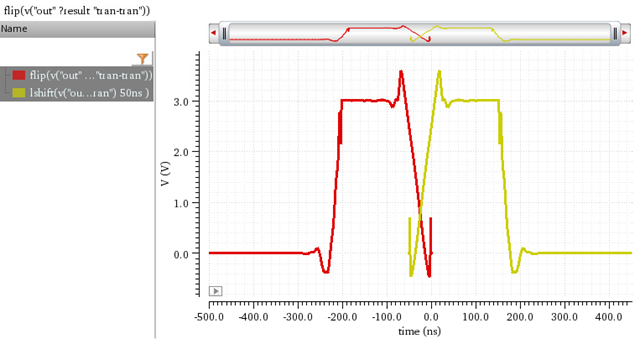 flip(v("out" ?result "tran-tran"))
Name
flip(v("out" ..."tran-tran"))
lshift(v("ou...ran") 50ns )
V (V)
3.0
2.0
1.0
0.0
-500.0 -400.0 -300.0 -200.0 -100.0 0.0 100.0 200.0 300.0 400.0
time (ns)